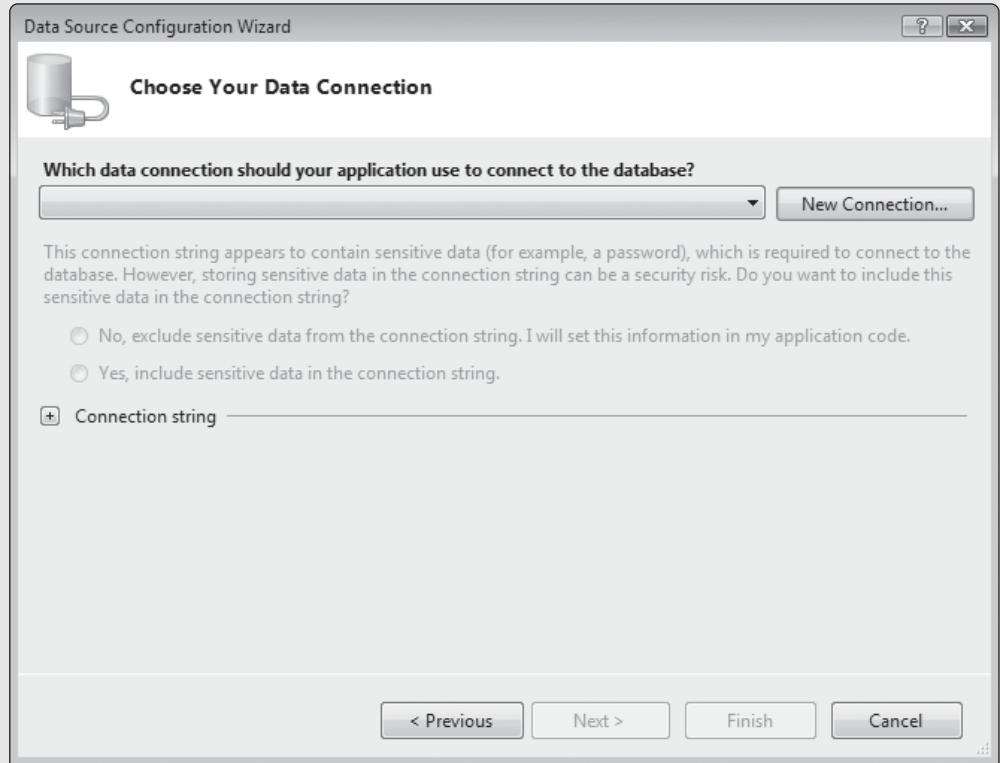 Data Source Configuration Wizard
Choose Your Data Connection
Which data connection should your application use to connect to the database?
New Connection...
This connection string appears to contain sensitive data (for example, a password), which is required to connect to the
database. However, storing sensitive data in the connection string can be a security risk. Do you want to include this
sensitive data in the connection string?
No, exclude sensitive data from the connection string. I will set this information in my application code.
Yes, include sensitive data in the connection string.
Connection string
< Previous
Next >
Finish
Cancel